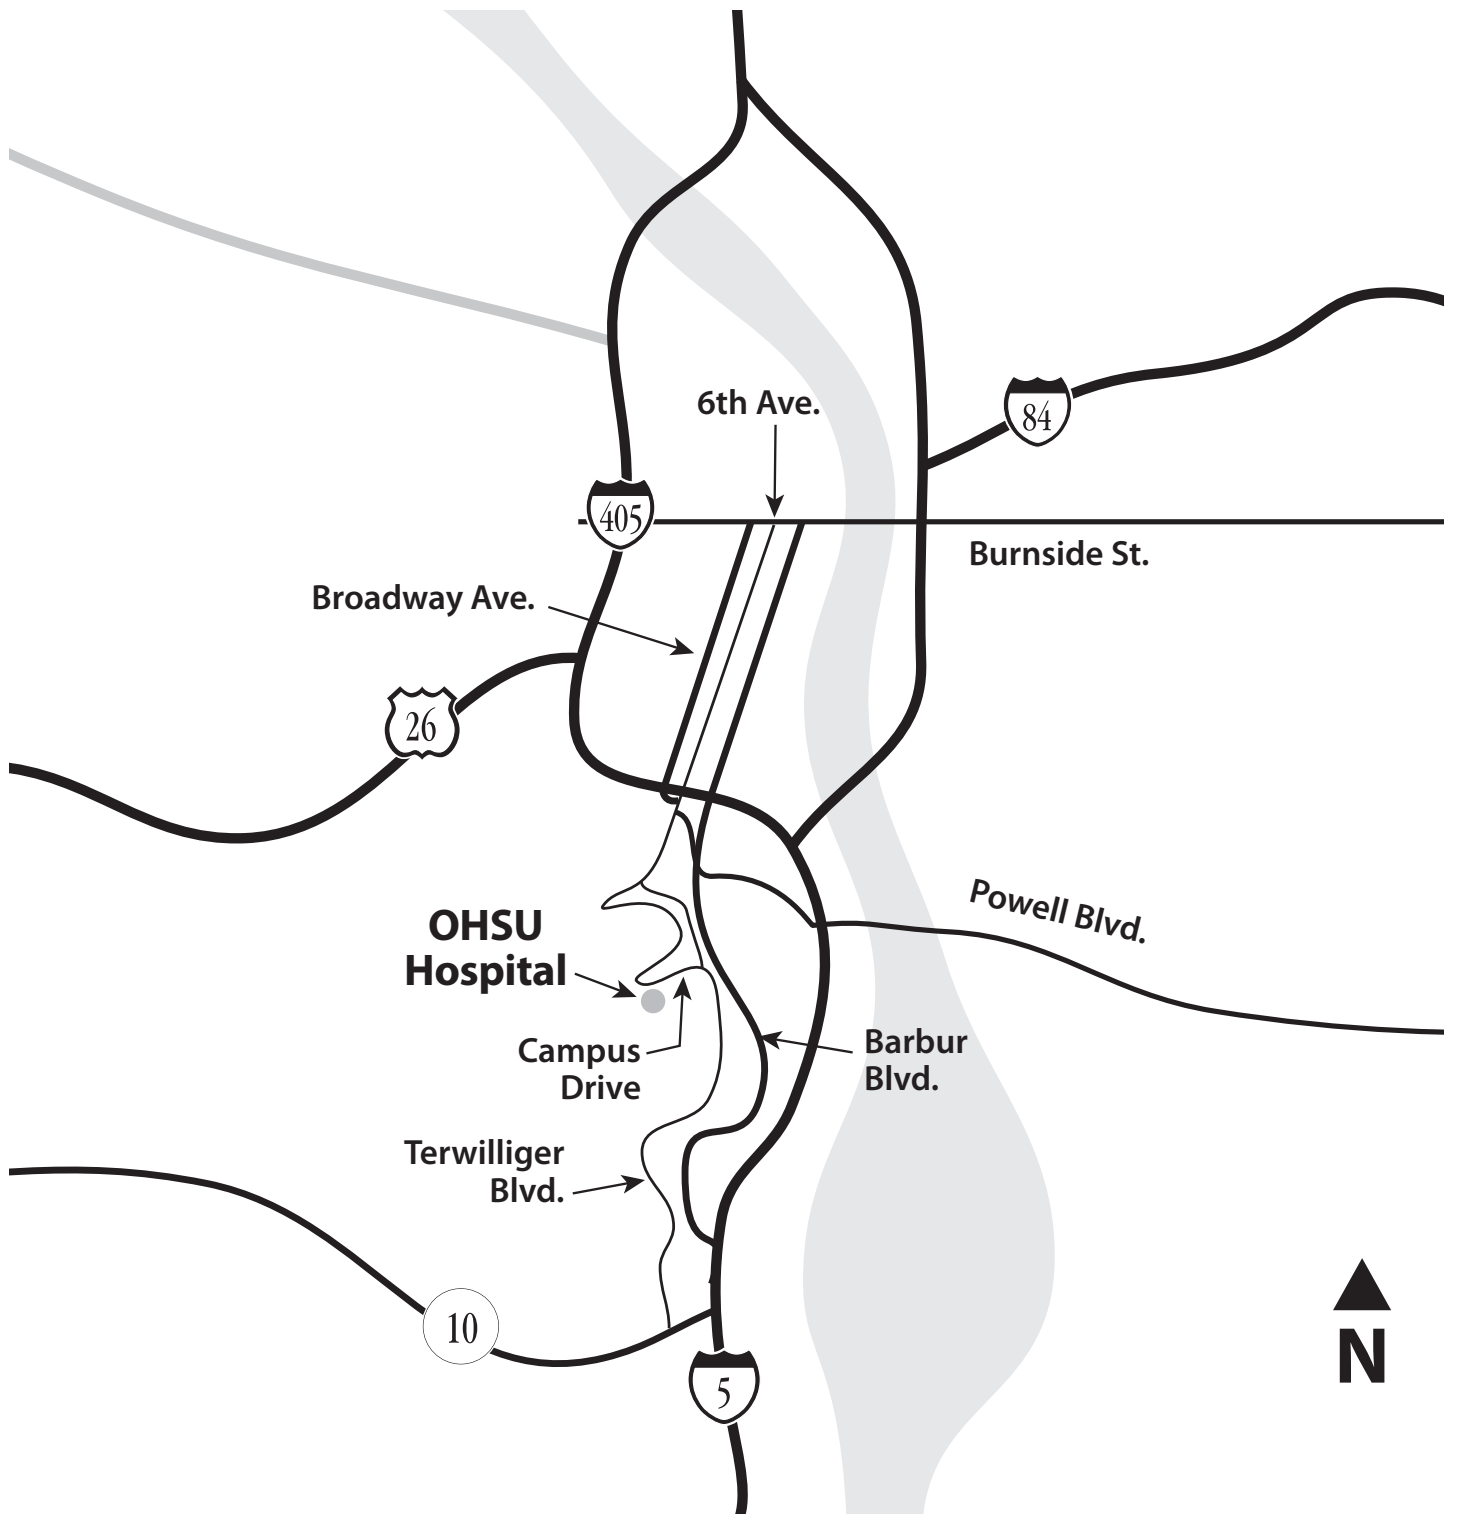 84
6th Ave.
405
Burnside St.
Broadway Ave.
26
Powell Blvd.
OHSU
Hospital
Campus
Drive
Barbur
Blvd.
Terwilliger
Blvd.
10
5
N